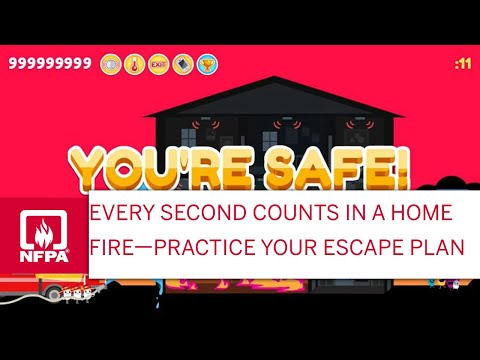 999999999 EXIT :11
YOU'RE SAFE!
EVERY SECOND COUNTS IN A HOME
FIRE—PRACTICE YOUR ESCAPE PLAN
NFPA